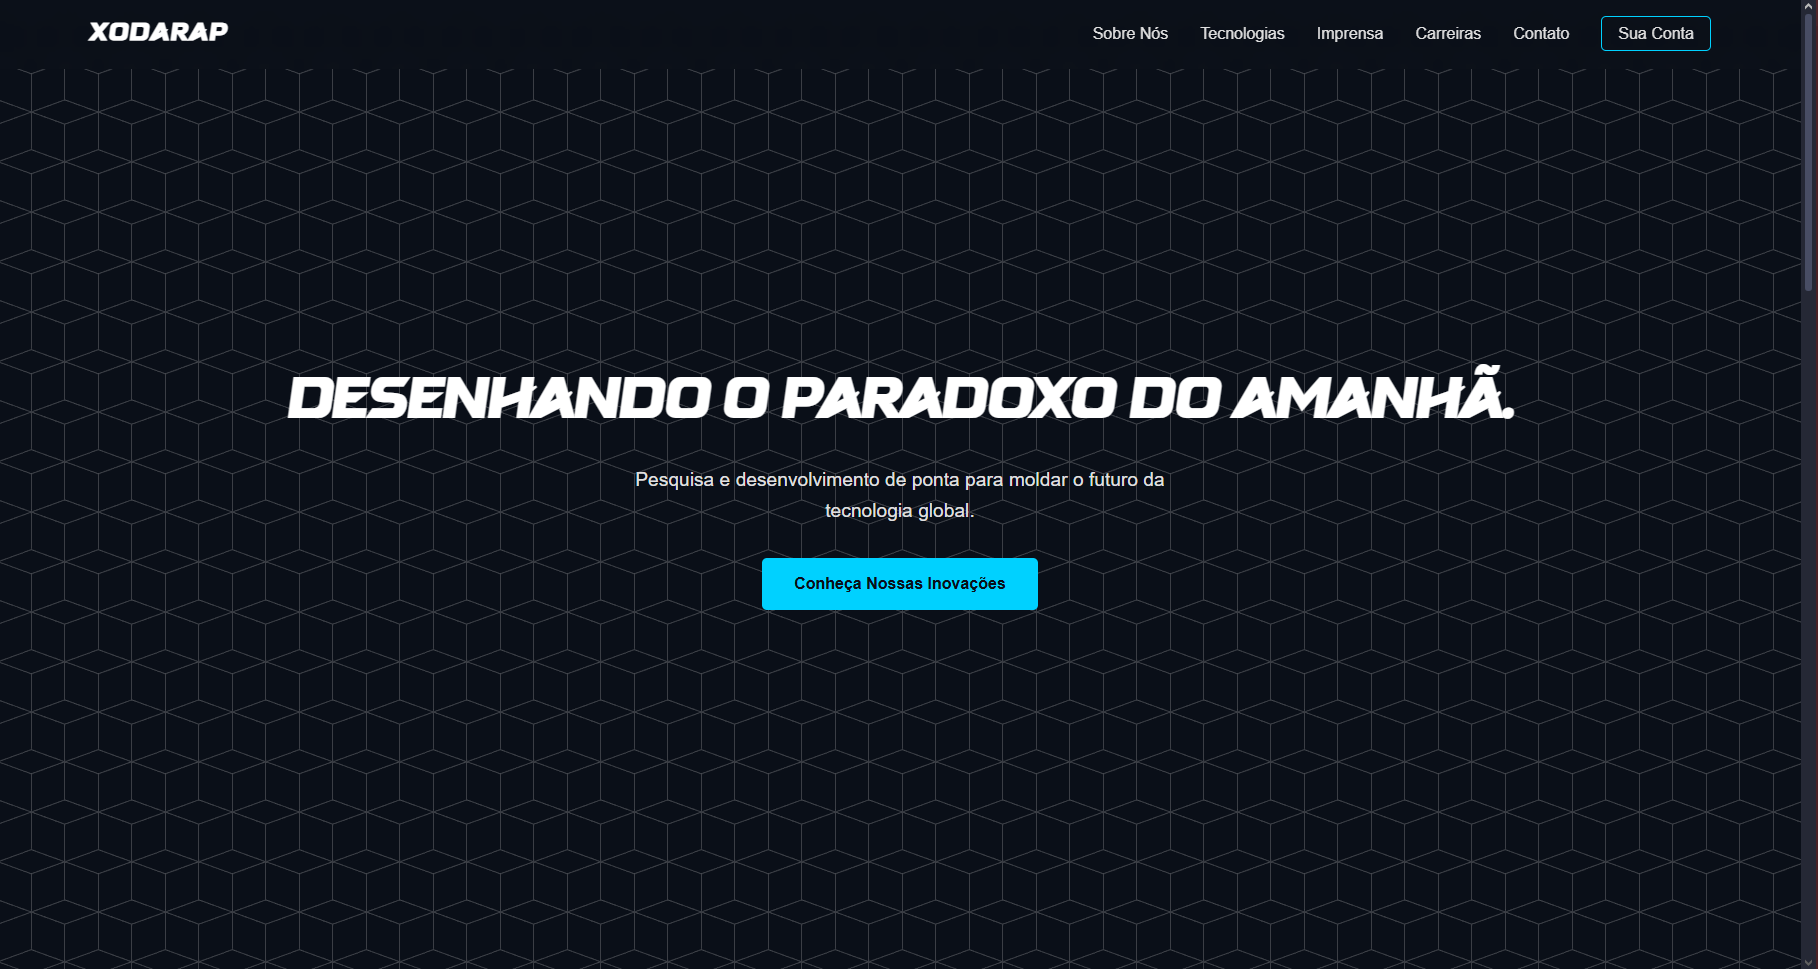 XODARAP
Sobre Nós
Tecnologias
Imprensa
Carreiras
Contato
Sua Conta
DESENHANDO O PARADOXO DO AMANHÃ.
Pesquisa e desenvolvimento de ponta para moldar o futuro da
tecnologia global.
Conheça Nossas Inovações